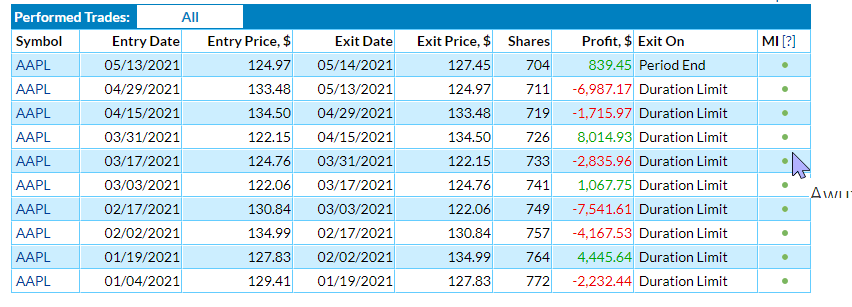 Performed Trades: All
Symbol Entry Date Entry Price, $ Exit Date Exit Price, $ Shares Profit, $ Exit On MI [?]
AAPL 05/13/2021 124.97 05/14/2021 127.45 704 839.45 Period End
AAPL 04/29/2021 133.48 05/13/2021 124.97 711 -6,987.17 Duration Limit
AAPL 04/15/2021 134.50 04/29/2021 133.48 719 -1,715.97 Duration Limit
AAPL 03/31/2021 122.15 04/15/2021 134.50 726 8,014.93 Duration Limit
AAPL 03/17/2021 124.76 03/31/2021 122.15 733 -2,835.96 Duration Limit
AAPL 03/03/2021 122.06 03/17/2021 124.76 741 1,067.75 Duration Limit
AAPL 02/17/2021 130.84 03/03/2021 122.06 749 -7,541.61 Duration Limit
AAPL 02/02/2021 134.99 02/17/2021 130.84 757 -4,167.53 Duration Limit
AAPL 01/19/2021 127.83 02/02/2021 134.99 764 4,445.64 Duration Limit
AAPL 01/04/2021 129.41 01/19/2021 127.83 772 -2,232.44 Duration Limit